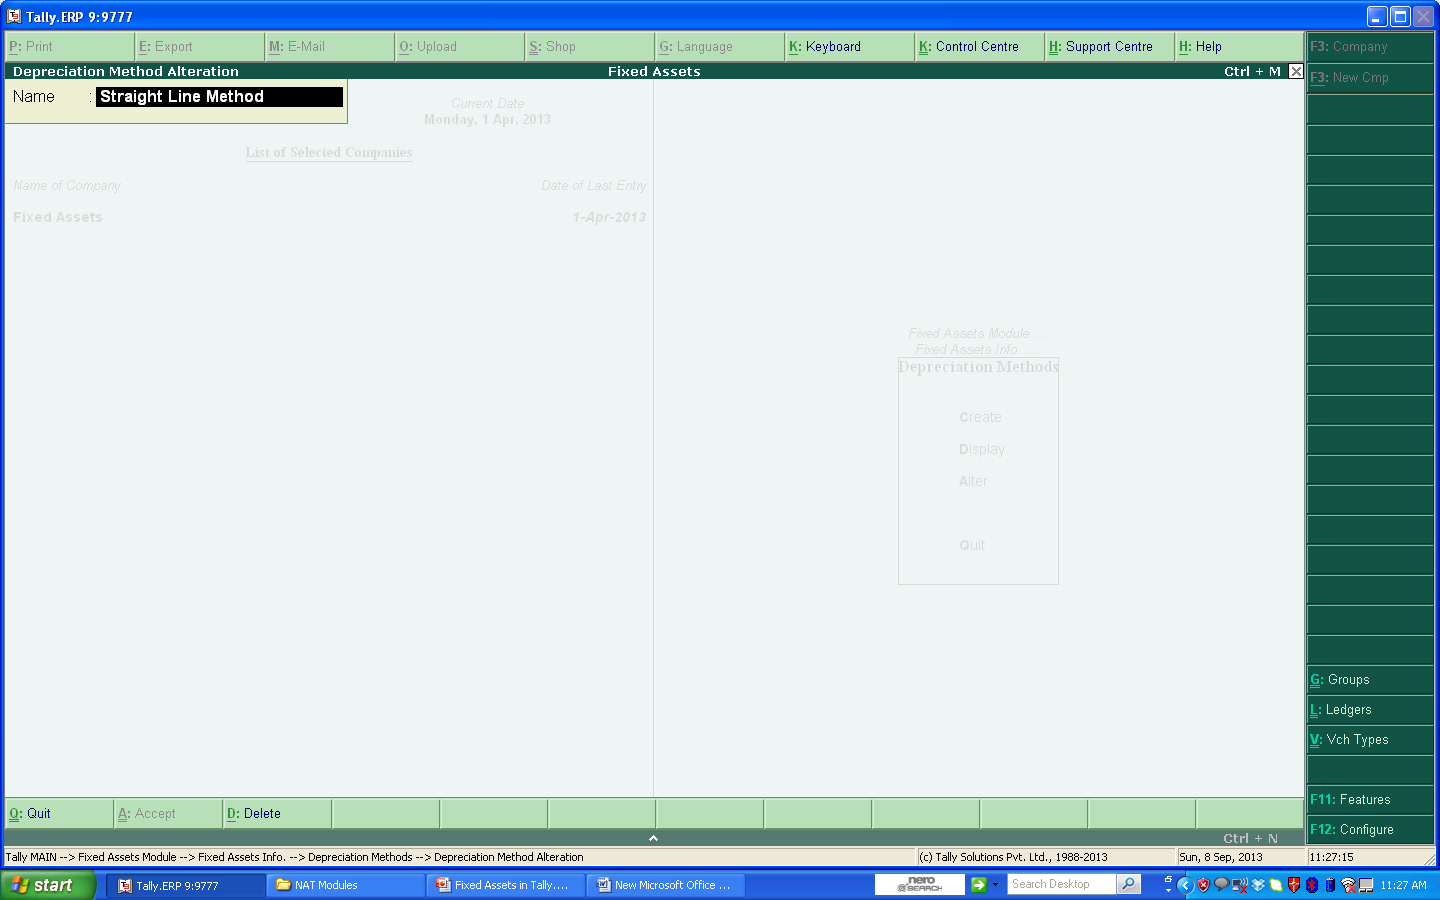 Tally.ERP 9:9777
P: Print E: Export M: E-Mail O: Upload S: Shop G: Language K: Keyboard K: Control Centre H: Support Centre H: Help
F3: Company
Depreciation Method Alteration Fixed Assets Ctrl + M
F3: New Cmp
Name : Straight Line Method
Current Date
Monday, 1 Apr, 2013
List of Selected Companies
Name of Company Date of Last Entry
Fixed Assets 1-Apr-2013
Fixed Assets Module ....
Fixed Assets Info. ....
Depreciation Methods
Create
Display
Alter
Quit
G: Groups
L: Ledgers
V: Vch Types
F11: Features
F12: Configure
Q: Quit A: Accept D: Delete
Ctrl + N
Tally MAIN --> Fixed Assets Module --> Fixed Assets Info. --> Depreciation Methods --> Depreciation Method Alteration (c) Tally Solutions Pvt. Ltd., 1988-2013 Sun, 8 Sep, 2013 11:27:15
start Tally.ERP 9:9777 NAT Modules Fixed Assets in Tally.... New Microsoft Office ... nero SEARCH Search Desktop 11:27 AM